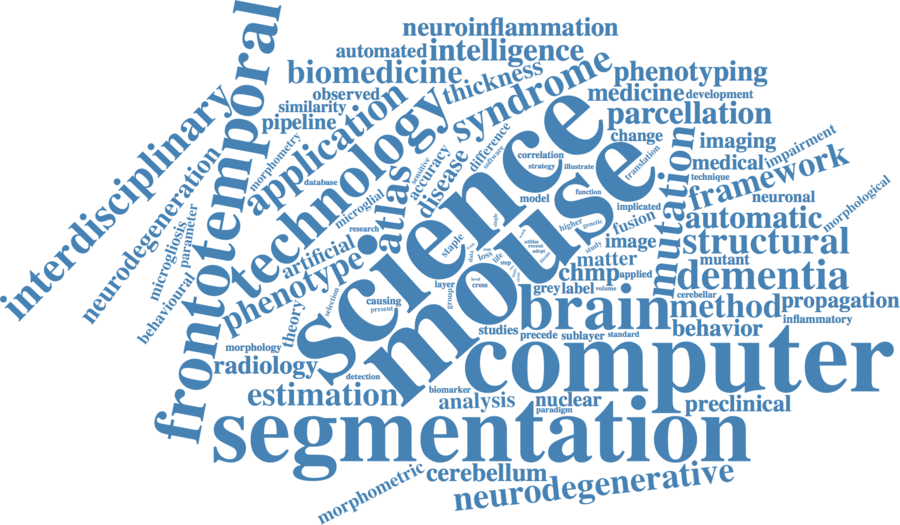 neuroinflammation
automated
intelligence
biomedicine
thickness
syndrome
phenotyping
observed
medicine
development
similarity
application
parcellation
pipeline
technology
change
interdisciplinary
frontotemporal
morphometry
difference
software
imaging
impairment
accuracy
sensitive
correlation
translation
medical
database
disease
strategy
illustrate
technique
framework
neurodegeneration
atlas
science
model
function
mutation
neuronal
microglial
implicated
morphological
parameter
research
staple
higher
genetic
fusion
automatic
microgliosis
artificial
mouse
study
image
structural
behavioural
phenotype
loss
life
step
matter
mutant
chmp
applied
dementia
layer
level
cross
grey
label
volume
selection
causing
present
group
brain
cerebellar
method
propagation
theory
studies
precede
sublayer
standard
behavior
inflammatory
morphology
computer
radiology
detection
estimation
biomarker
analysis
nuclear
paradigm
preclinical
segmentation
cerebellum
morphometric
neurodegenerative